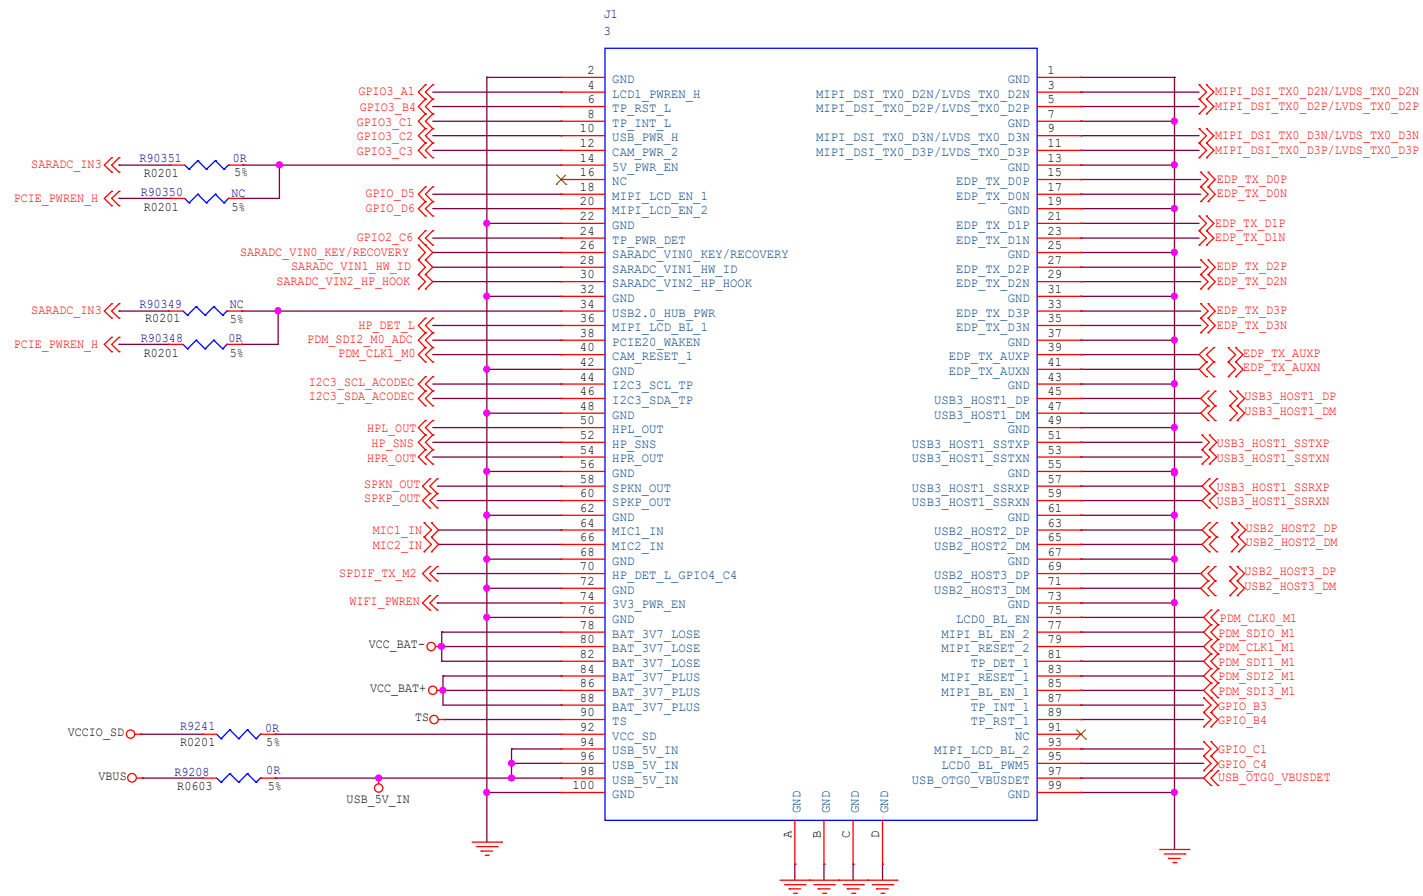 J1
3
2 GND
GPIO3_A1 4 LCD1_PWREN_H
GPIO3_B4 6 TP_RST_L
GPIO3_C1 8 TP_INT_L
GPIO3_C2 10 USB_PWR_H
GPIO3_C3 12 CAM_PWR_2
SARADC_IN3 R90351 0R R0201 5% 14 5V_PWR_EN
16 NC
PCIE_PWREN_H R90350 NC R0201 5%
GPIO_D5 18 MIPI_LCD_EN_1
GPIO_D6 20 MIPI_LCD_EN_2
22 GND
GPIO2_C6 24 TP_PWR_DET
SARADC_VIN0_KEY/RECOVERY 26 SARADC_VIN0_KEY/RECOVERY
SARADC_VIN1_HW_ID 28 SARADC_VIN1_HW_ID
SARADC_VIN2_HP_HOOK 30 SARADC_VIN2_HP_HOOK
32 GND
SARADC_IN3 R90349 NC R0201 5% 34 USB2.0_HUB_PWR
HP_DET_L 36 MIPI_LCD_BL_1
PCIE_PWREN_H R90348 0R R0201 5%
PDM_SDI2_M0_ADC 38 PCIE20_WAKEN
PDM_CLK1_M0 40 CAM_RESET_1
42 GND
I2C3_SCL_ACODEC 44 I2C3_SCL_TP
I2C3_SDA_ACODEC 46 I2C3_SDA_TP
48 GND
HPL_OUT 50 HPL_OUT
HP_SNS 52 HP_SNS
HPR_OUT 54 HPR_OUT
56 GND
SPKN_OUT 58 SPKN_OUT
SPKP_OUT 60 SPKP_OUT
62 GND
MIC1_IN 64 MIC1_IN
MIC2_IN 66 MIC2_IN
68 GND
SPDIF_TX_M2 70 HP_DET_L_GPIO4_C4
72 GND
WIFI_PWREN 74 3V3_PWR_EN
76 GND
78 BAT_3V7_LOSE
VCC_BAT- 80 BAT_3V7_LOSE
82 BAT_3V7_LOSE
84 BAT_3V7_PLUS
VCC_BAT+ 86 BAT_3V7_PLUS
88 BAT_3V7_PLUS
TS 90 TS
VCCIO_SD R9241 0R R0201 5% 92 VCC_SD
94 USB_5V_IN
96 USB_5V_IN
VBUS R9208 0R R0603 5% 98 USB_5V_IN
USB_5V_IN
100 GND
GND 1
MIPI_DSI_TX0_D2N/LVDS_TX0_D2N 3 MIPI_DSI_TX0_D2N/LVDS_TX0_D2N
MIPI_DSI_TX0_D2P/LVDS_TX0_D2P 5 MIPI_DSI_TX0_D2P/LVDS_TX0_D2P
GND 7
MIPI_DSI_TX0_D3N/LVDS_TX0_D3N 9 MIPI_DSI_TX0_D3N/LVDS_TX0_D3N
MIPI_DSI_TX0_D3P/LVDS_TX0_D3P 11 MIPI_DSI_TX0_D3P/LVDS_TX0_D3P
GND 13
EDP_TX_D0P 15 EDP_TX_D0P
EDP_TX_D0N 17 EDP_TX_D0N
GND 19
EDP_TX_D1P 21 EDP_TX_D1P
EDP_TX_D1N 23 EDP_TX_D1N
GND 25
EDP_TX_D2P 27 EDP_TX_D2P
EDP_TX_D2N 29 EDP_TX_D2N
GND 31
EDP_TX_D3P 33 EDP_TX_D3P
EDP_TX_D3N 35 EDP_TX_D3N
GND 37
EDP_TX_AUXP 39 EDP_TX_AUXP
EDP_TX_AUXN 41 EDP_TX_AUXN
GND 43
USB3_HOST1_DP 45 USB3_HOST1_DP
USB3_HOST1_DM 47 USB3_HOST1_DM
GND 49
USB3_HOST1_SSTXP 51 USB3_HOST1_SSTXP
USB3_HOST1_SSTXN 53 USB3_HOST1_SSTXN
GND 55
USB3_HOST1_SSRXP 57 USB3_HOST1_SSRXP
USB3_HOST1_SSRXN 59 USB3_HOST1_SSRXN
GND 61
USB2_HOST2_DP 63 USB2_HOST2_DP
USB2_HOST2_DM 65 USB2_HOST2_DM
GND 67
USB2_HOST3_DP 69 USB2_HOST3_DP
USB2_HOST3_DM 71 USB2_HOST3_DM
GND 73
LCD0_BL_EN 75 PDM_CLK0_M1
MIPI_BL_EN_2 77 PDM_SDI0_M1
MIPI_RESET_2 79 PDM_CLK1_M1
TP_DET_1 81 PDM_SDI1_M1
MIPI_RESET_1 83 PDM_SDI2_M1
MIPI_BL_EN_1 85 PDM_SDI3_M1
TP_INT_1 87 GPIO_B3
TP_RST_1 89 GPIO_B4
NC 91
MIPI_LCD_BL_2 93 GPIO_C1
LCD0_BL_PWM5 95 GPIO_C4
USB_OTG0_VBUSDET 97 USB_OTG0_VBUSDET
GND 99
GND GND GND GND
A B C D